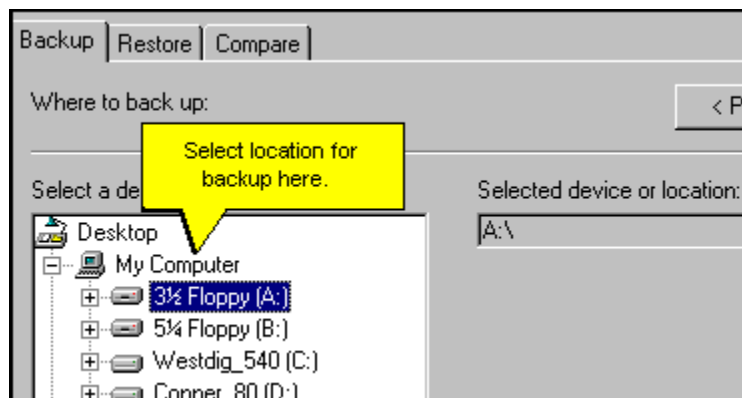 Backup Restore Compare
Where to back up:
< P
Select location for
backup here.
Select a de
Selected device or location:
Desktop
A:\
My Computer
3½ Floppy (A:)
5¼ Floppy (B:)
Westdig_540 (C:)
Conner_80 (D:)